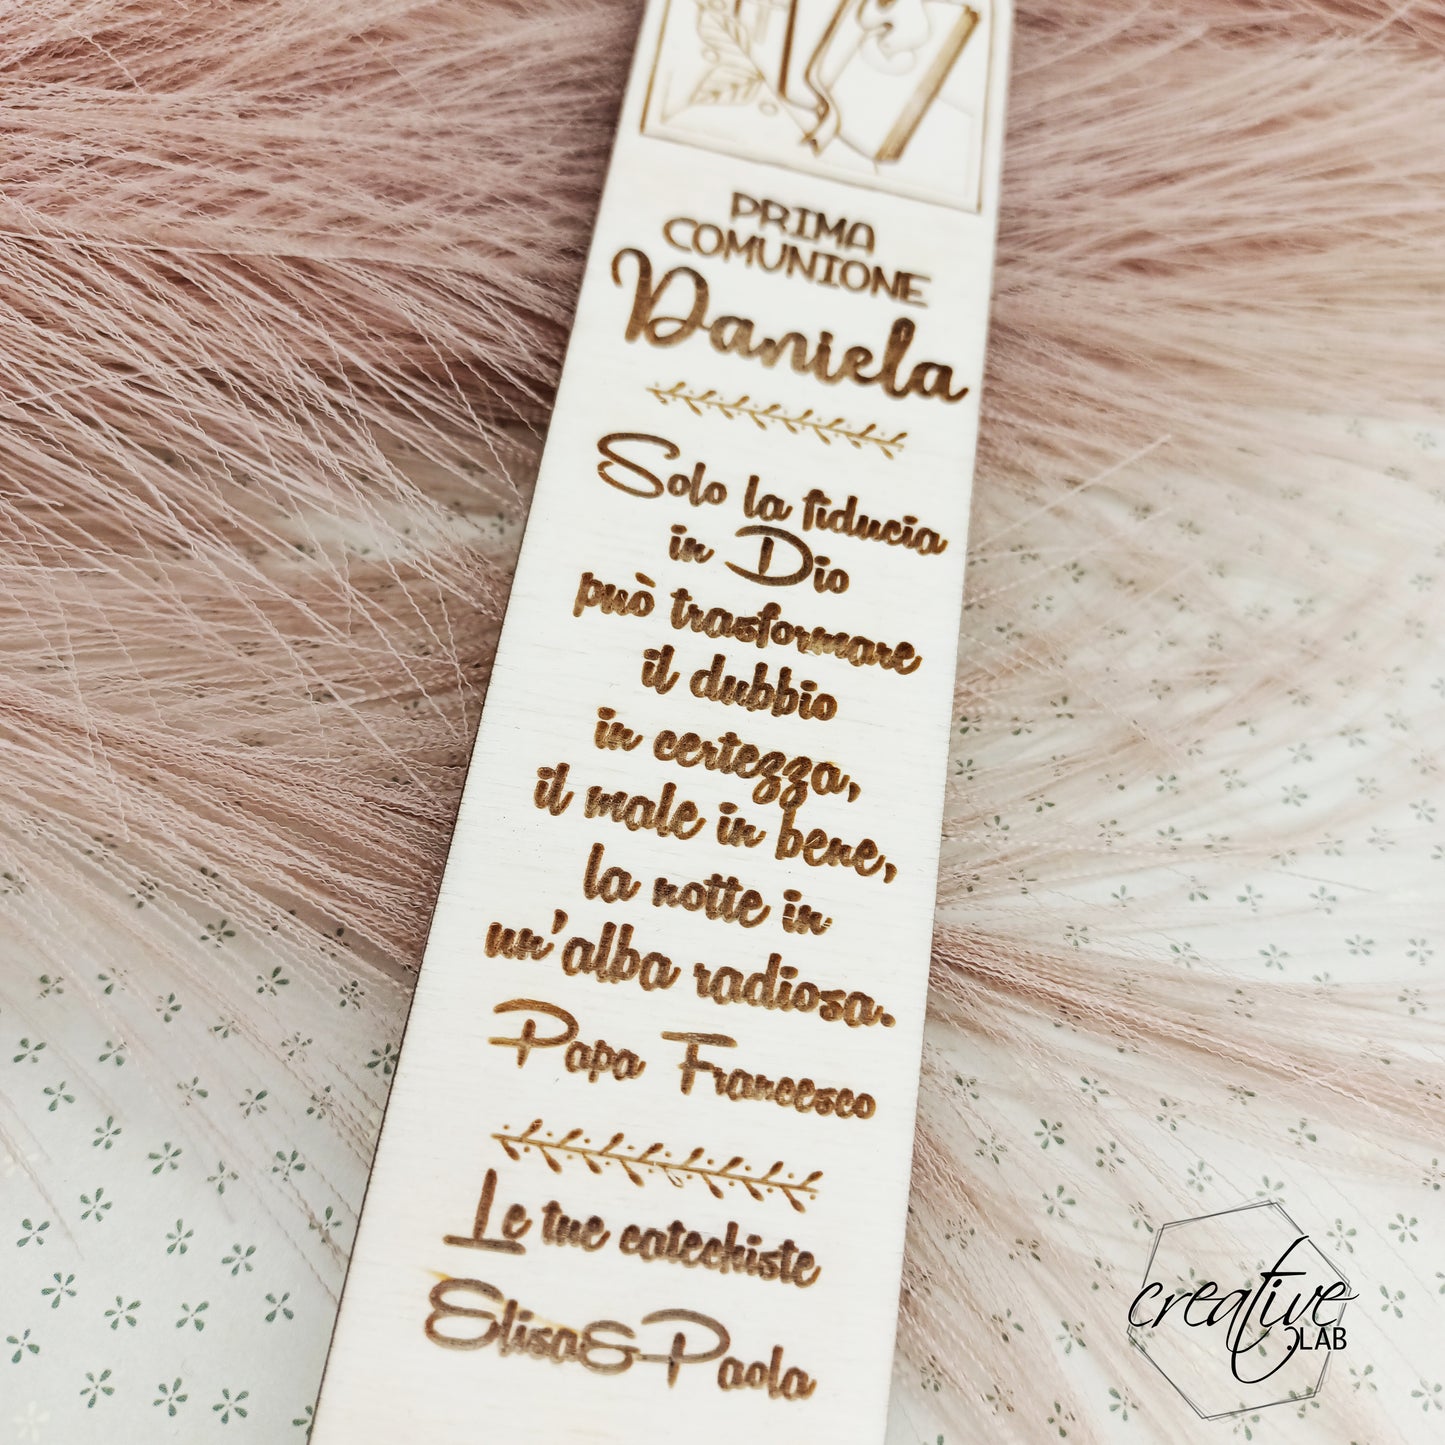 PRIMA
COMUNIONE
Daniela
Solo la fiducia
in Dio
può trasformare
il dubbio
in certezza,
il male in bene,
la notte in
un'alba radiosa.
Papa Francesco
Le tue catechiste
Elisa&Paola
creative
LAB